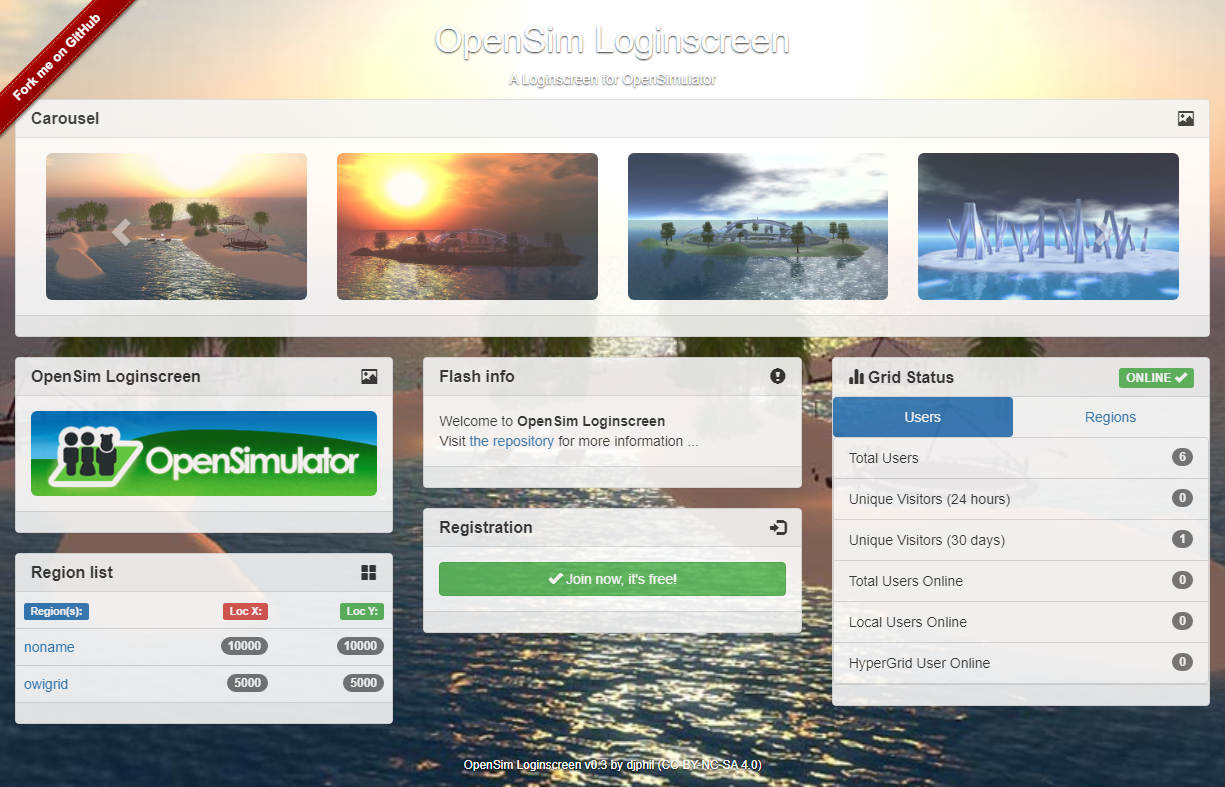 Fork me on GitHub
OpenSim Loginscreen
A Loginscreen for OpenSimulator
Carousel
OpenSim Loginscreen
OpenSimulator
Region list
Region(s): Loc X: Loc Y:
noname 10000 10000
owigrid 5000 5000
Flash info
Welcome to OpenSim Loginscreen
Visit the repository for more information ...
Registration
Join now, it's free!
Grid Status ONLINE
Users Regions
Total Users 6
Unique Visitors (24 hours) 0
Unique Visitors (30 days) 1
Total Users Online 0
Local Users Online 0
HyperGrid User Online 0
OpenSim Loginscreen v0.3 by djphil (CC-BY-NC-SA 4.0)